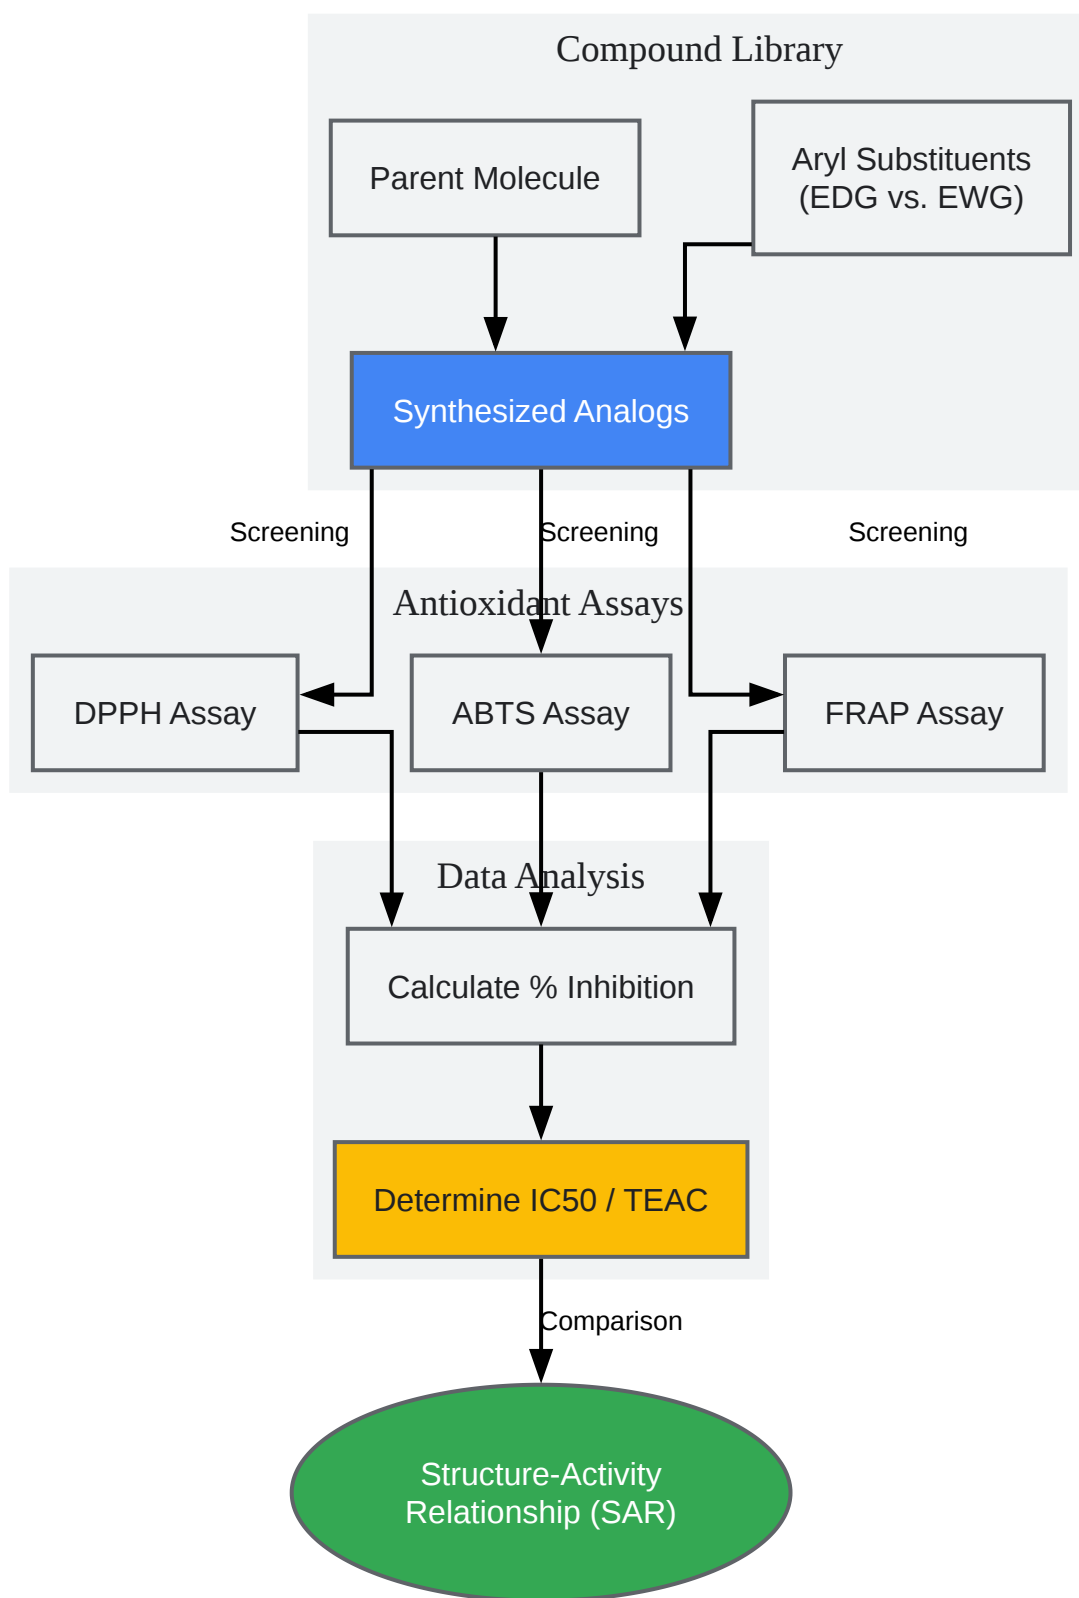 Compound Library
Parent Molecule
Aryl Substituents
(EDG vs. EWG)
Synthesized Analogs
Screening
Screening
Screening
Antioxidant Assays
DPPH Assay
ABTS Assay
FRAP Assay
Data Analysis
Calculate % Inhibition
Determine IC50 / TEAC
Comparison
Structure-Activity
Relationship (SAR)